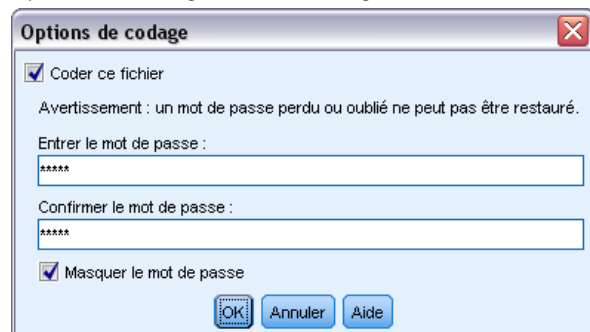 Options de codage
Coder ce fichier
Avertissement : un mot de passe perdu ou oublié ne peut pas être restauré.
Entrer le mot de passe :
*****
Confirmer le mot de passe :
*****
Masquer le mot de passe
OK Annuler Aide